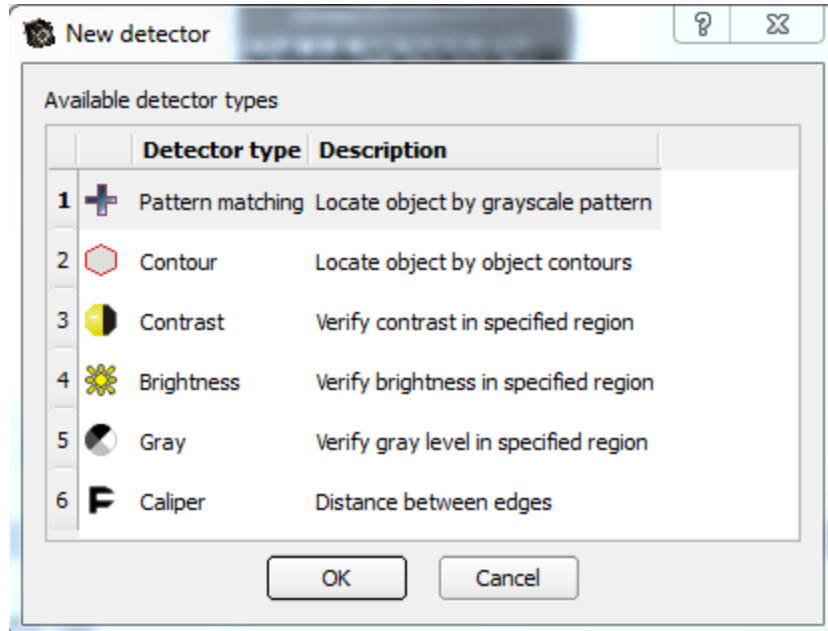 New detector
Available detector types
Detector type Description
1 Pattern matching Locate object by grayscale pattern
2 Contour Locate object by object contours
3 Contrast Verify contrast in specified region
4 Brightness Verify brightness in specified region
5 Gray Verify gray level in specified region
6 Caliper Distance between edges
OK Cancel